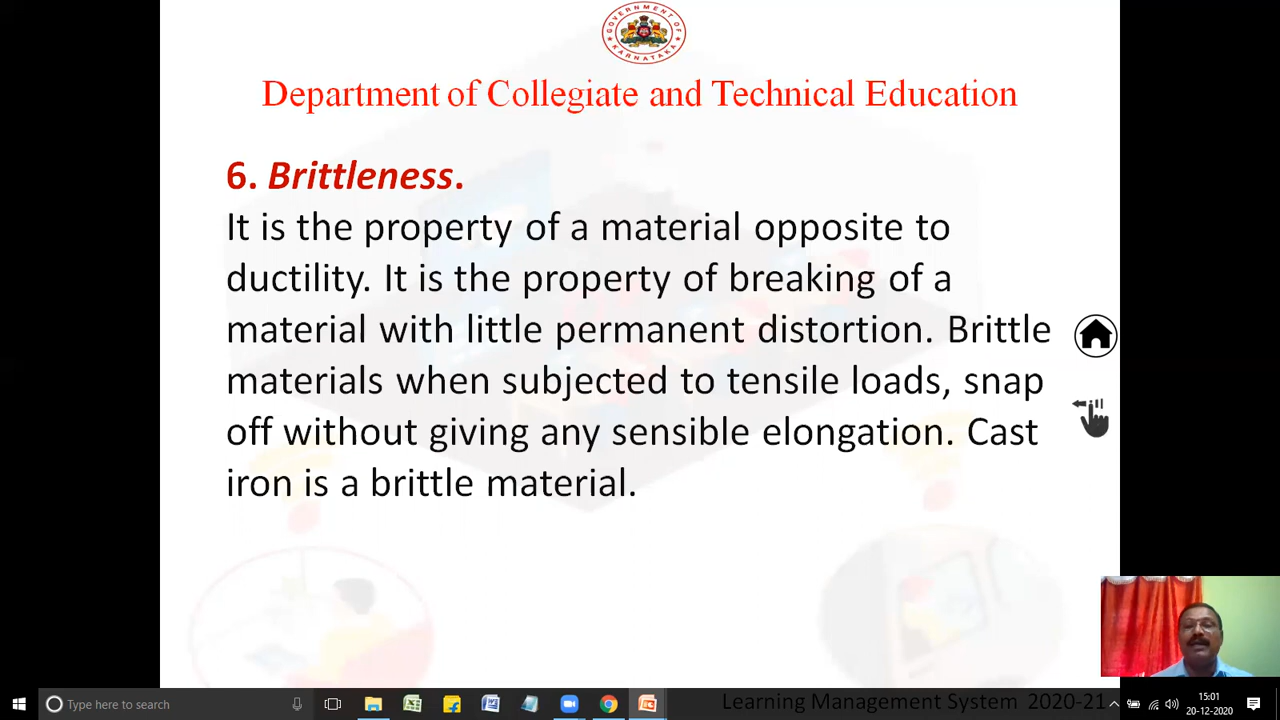 GOVERNMENT OF
KARNATAKA
Department of Collegiate and Technical Education
6. Brittleness.
It is the property of a material opposite to
ductility. It is the property of breaking of a
material with little permanent distortion. Brittle
materials when subjected to tensile loads, snap
off without giving any sensible elongation. Cast
iron is a brittle material.
Type here to search
Learning Management System 2020-21
15:01
20-12-2020